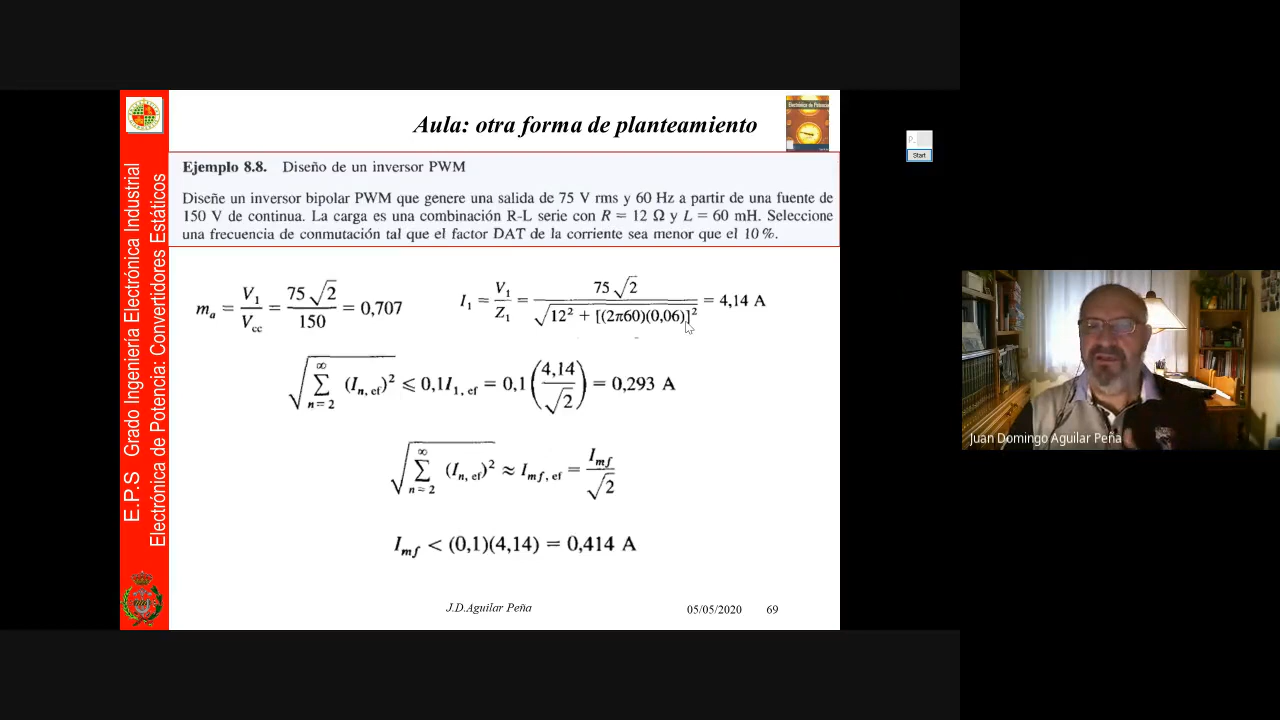 Aula: otra forma de planteamiento
Electrónica de Potencia
Ejemplo 8.8. Diseño de un inversor PWM
Diseñe un inversor bipolar PWM que genere una salida de 75 V rms y 60 Hz a partir de una fuente de
150 V de continua. La carga es una combinación R-L serie con R = 12 Ω y L = 60 mH. Seleccione
una frecuencia de conmutación tal que el factor DAT de la corriente sea menor que el 10 %.
m_a = V_1/V_cc = 75√2/150 = 0,707
I_1 = V_1/Z_1 = 75√2/√(12² + [(2π60)(0,06)]²) = 4,14 A
√(∑_{n=2}^{∞} (I_{n, ef})²) ≤ 0,1I_{1, ef} = 0,1(4,14/√2) = 0,293 A
√(∑_{n=2}^{∞} (I_{n, ef})²) ≈ I_{mf, ef} = I_{mf}/√2
I_{mf} < (0,1)(4,14) = 0,414 A
J.D.Aguilar Peña
05/05/2020 69
E.P.S Grado Ingeniería Electrónica Industrial
Electrónica de Potencia: Convertidores Estáticos
P.
Start
Juan Domingo Aguilar Peña